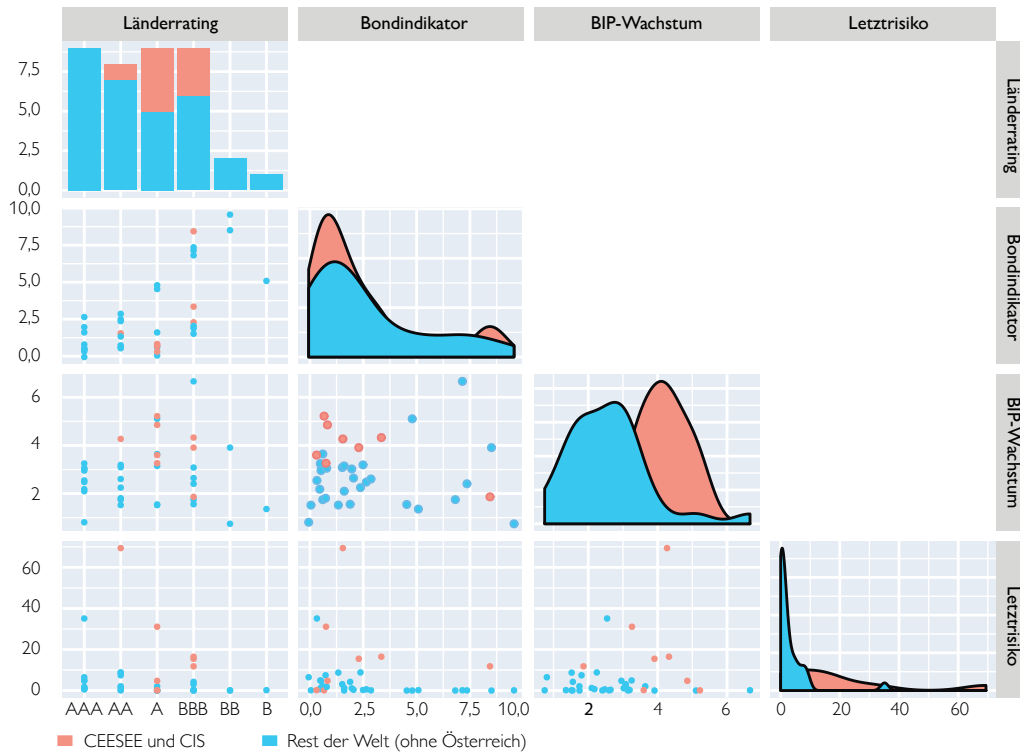 Länderrating Bondindikator BIP-Wachstum Letztrisiko
7,5
5,0
2,5
0,0
Länderrating
10,0
7,5
5,0
2,5
0,0
Bondindikator
6
4
2
BIP-Wachstum
60
40
20
0
Letztrisiko
AAA AA A BBB BB B 0,0 2,5 5,0 7,5 10,0 2 4 6 0 20 40 60
CEESEE und CIS Rest der Welt (ohne Österreich)